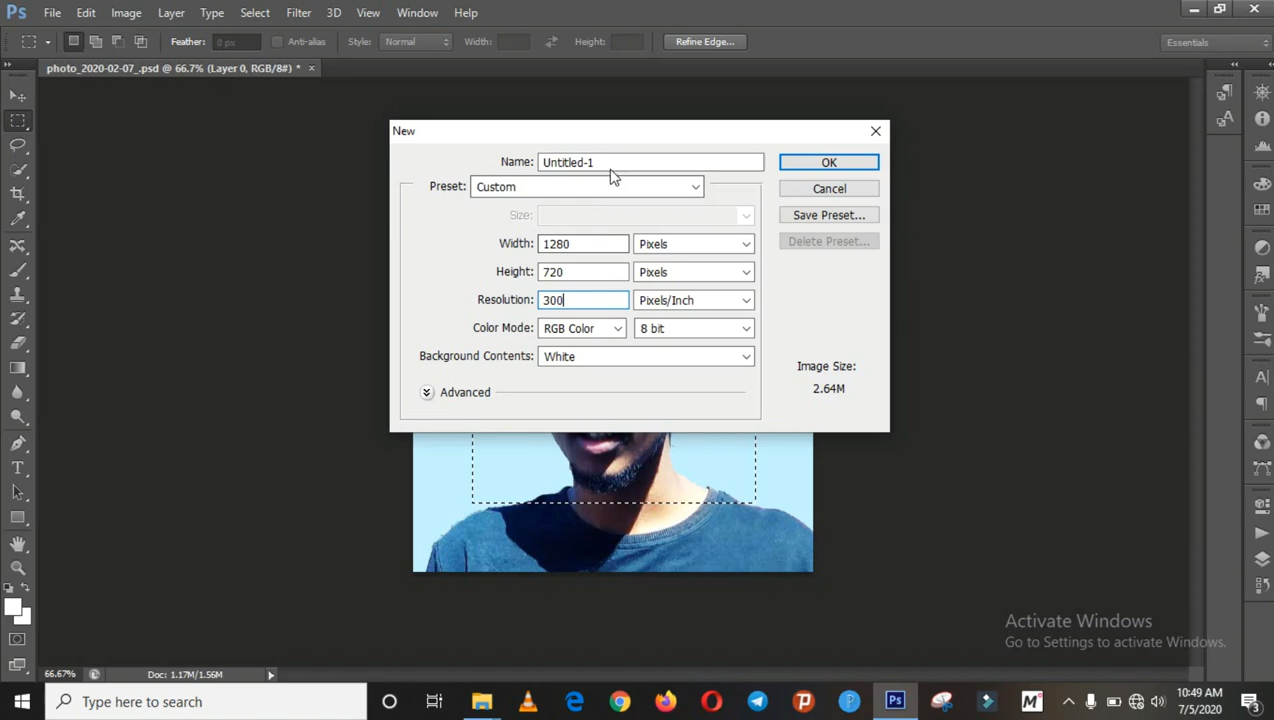 Ps File Edit Image Layer Type Select Filter 3D View Window Help
Feather: 0 px Anti-alias Style: Normal Width: Height: Refine Edge... Essentials
photo_2020-02-07_.psd @ 66.7% (Layer 0, RGB/8#) * ×
New
Name: Untitled-1 OK
Preset: Custom Cancel
Size: Save Preset...
Width: 1280 Pixels Delete Preset...
Height: 720 Pixels
Resolution: 300 Pixels/Inch
Color Mode: RGB Color 8 bit
Background Contents: White
Image Size:
2.64M
Advanced
Activate Windows
Go to Settings to activate Windows.
66.67% Doc: 1.17M/1.56M
Type here to search
10:49 AM
7/5/2020
3